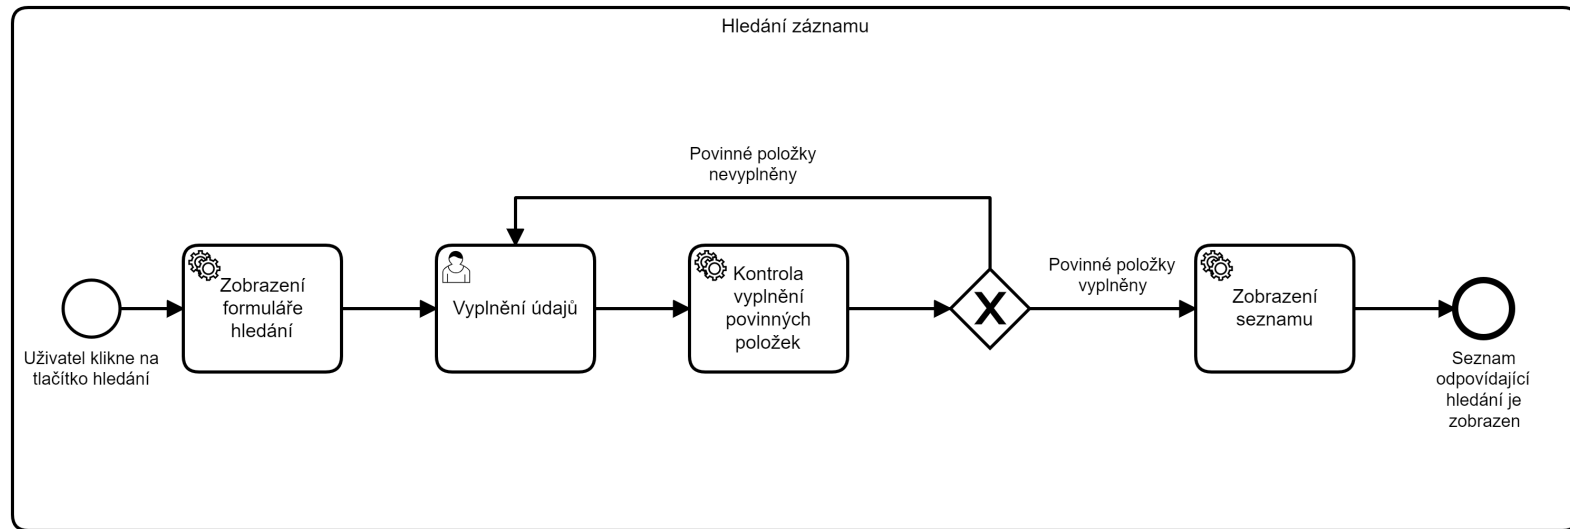 Hledání záznamu
Povinné položky
nevyplněny
Uživatel klikne na
tlačítko hledání
Zobrazení
formuláře
hledání
Vyplnění údajů
Kontrola
vyplnění
povinných
položek
X
Povinné položky
vyplněny
Zobrazení
seznamu
Seznam
odpovídající
hledání je
zobrazen